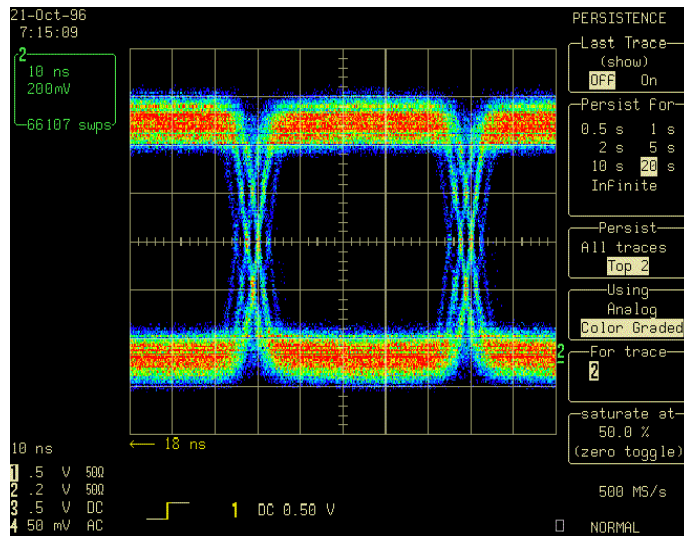 21-Oct-96
7:15:09
2
10 ns
200mV
66107 swps
PERSISTENCE
Last Trace
(show)
OFF On
Persist For
0.5 s 1 s
2 s 5 s
10 s 20 s
Infinite
Persist
All traces
Top 2
Using
Analog
Color Graded
2
For trace
2
saturate at
50.0 %
(zero toggle)
← 18 ns
10 ns
1 .5 V 50Ω
2 .2 V 50Ω
3 .5 V DC
4 50 mV AC
1 DC 0.50 V
500 MS/s
□ NORMAL